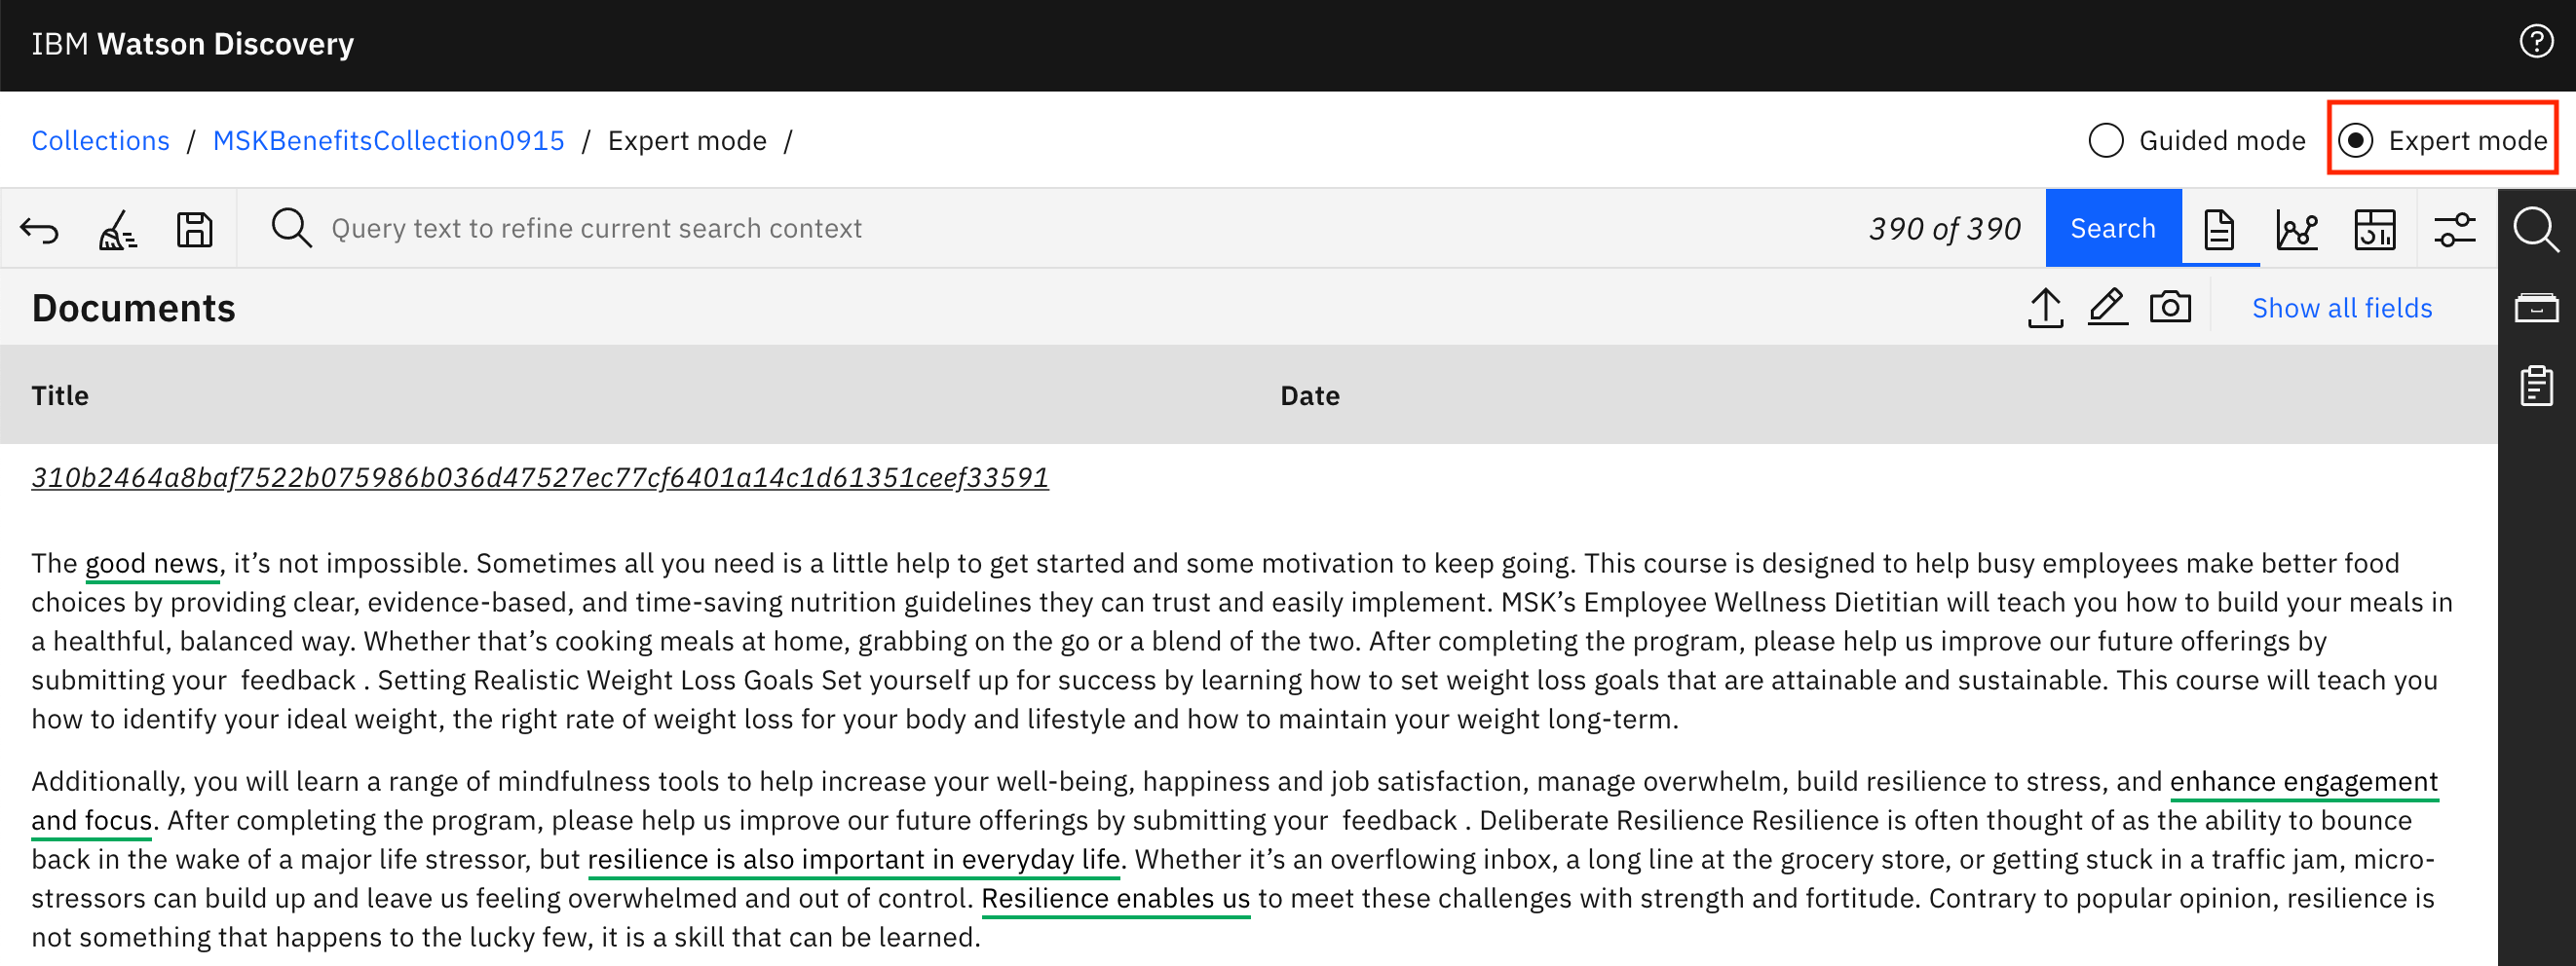 IBM Watson Discovery
Collections / MSKBenefitsCollection0915 / Expert mode /
Guided mode
Expert mode
Query text to refine current search context
390 of 390
Search
Documents
Show all fields
Title
Date
310b2464a8baf7522b075986b036d47527ec77cf6401a14c1d61351ceef33591
The good news, it’s not impossible. Sometimes all you need is a little help to get started and some motivation to keep going. This course is designed to help busy employees make better food
choices by providing clear, evidence-based, and time-saving nutrition guidelines they can trust and easily implement. MSK’s Employee Wellness Dietitian will teach you how to build your meals in
a healthful, balanced way. Whether that’s cooking meals at home, grabbing on the go or a blend of the two. After completing the program, please help us improve our future offerings by
submitting your  feedback . Setting Realistic Weight Loss Goals Set yourself up for success by learning how to set weight loss goals that are attainable and sustainable. This course will teach you
how to identify your ideal weight, the right rate of weight loss for your body and lifestyle and how to maintain your weight long-term.
Additionally, you will learn a range of mindfulness tools to help increase your well-being, happiness and job satisfaction, manage overwhelm, build resilience to stress, and enhance engagement
and focus. After completing the program, please help us improve our future offerings by submitting your  feedback . Deliberate Resilience Resilience is often thought of as the ability to bounce
back in the wake of a major life stressor, but resilience is also important in everyday life. Whether it’s an overflowing inbox, a long line at the grocery store, or getting stuck in a traffic jam, micro-
stressors can build up and leave us feeling overwhelmed and out of control. Resilience enables us to meet these challenges with strength and fortitude. Contrary to popular opinion, resilience is
not something that happens to the lucky few, it is a skill that can be learned.